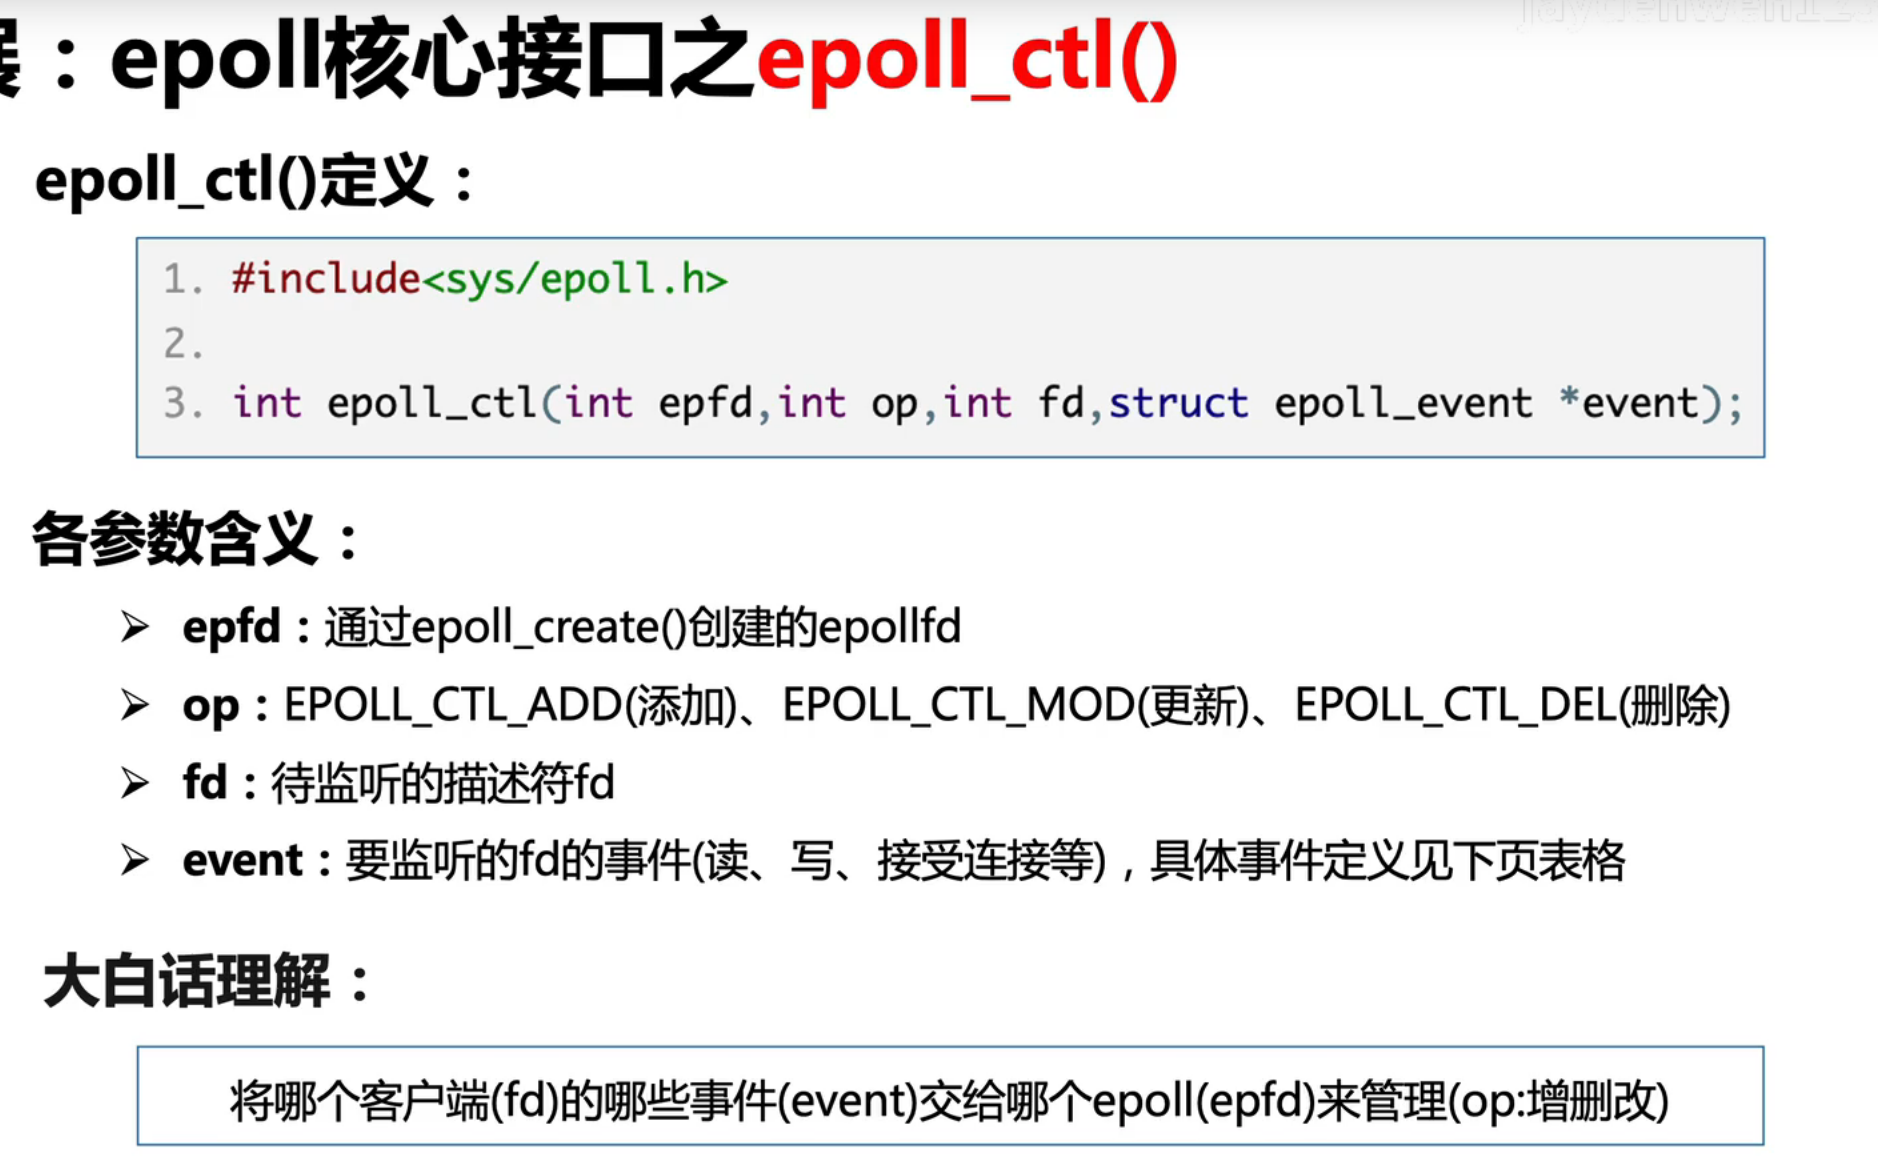 展：epoll核心接口之epoll_ctl()
epoll_ctl()定义：
1. #include<sys/epoll.h>
2.
3. int epoll_ctl(int epfd,int op,int fd,struct epoll_event *event);
各参数含义：
➢ epfd：通过epoll_create()创建的epollfd
➢ op：EPOLL_CTL_ADD(添加)、EPOLL_CTL_MOD(更新)、EPOLL_CTL_DEL(删除)
➢ fd：待监听的描述符fd
➢ event：要监听的fd的事件(读、写、接受连接等)，具体事件定义见下页表格
大白话理解：
将哪个客户端(fd)的哪些事件(event)交给哪个epoll(epfd)来管理(op:增删改)